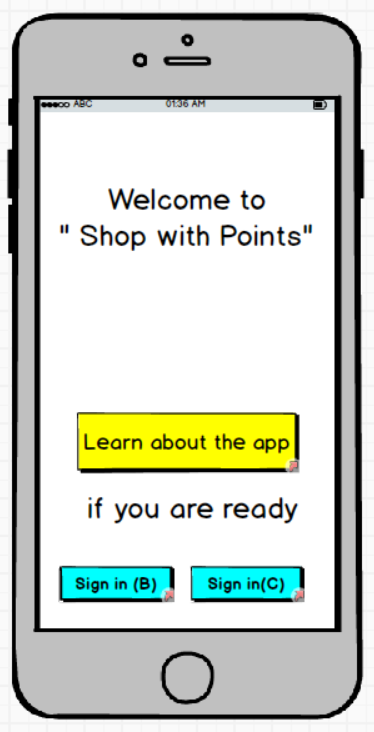 ABC 01:36 AM
Welcome to
" Shop with Points"
Learn about the app
if you are ready
Sign in (B) Sign in(C)